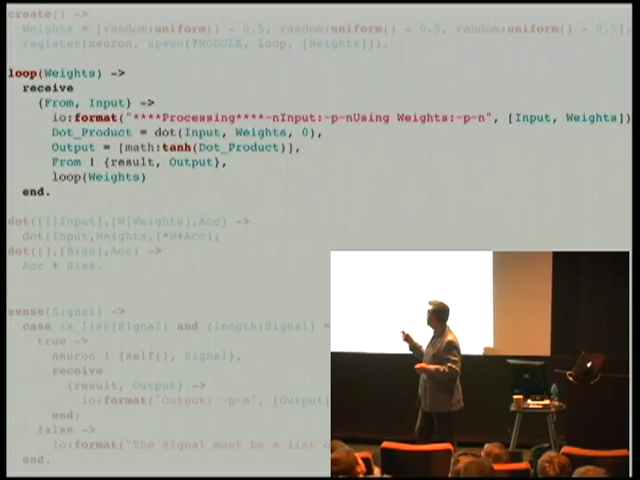 create() ->
Weights = [random:uniform() - 0.5, random:uniform() - 0.5, random:uniform() - 0.5],
register(neuron, spawn(?MODULE, loop, [Weights])).
loop(Weights) ->
receive
{From, Input} ->
io:format("****Processing****~nInput:~p~nUsing Weights:~p~n", [Input, Weights])
Dot_Product = dot(Input, Weights, 0),
Output = [math:tanh(Dot_Product)],
From ! {result, Output},
loop(Weights)
end.
dot([I|Input],[W|Weights],Acc) ->
dot(Input,Weights,I*W+Acc);
dot([],[Bias],Acc) ->
Acc + Bias.
sense(Signal) ->
case is_list(Signal) and (length(Signal) =
true ->
neuron ! {self(), Signal},
receive
{result, Output} ->
io:format("Output: ~p~n", [Output]
end;
false ->
io:format("The Signal must be a list
end.